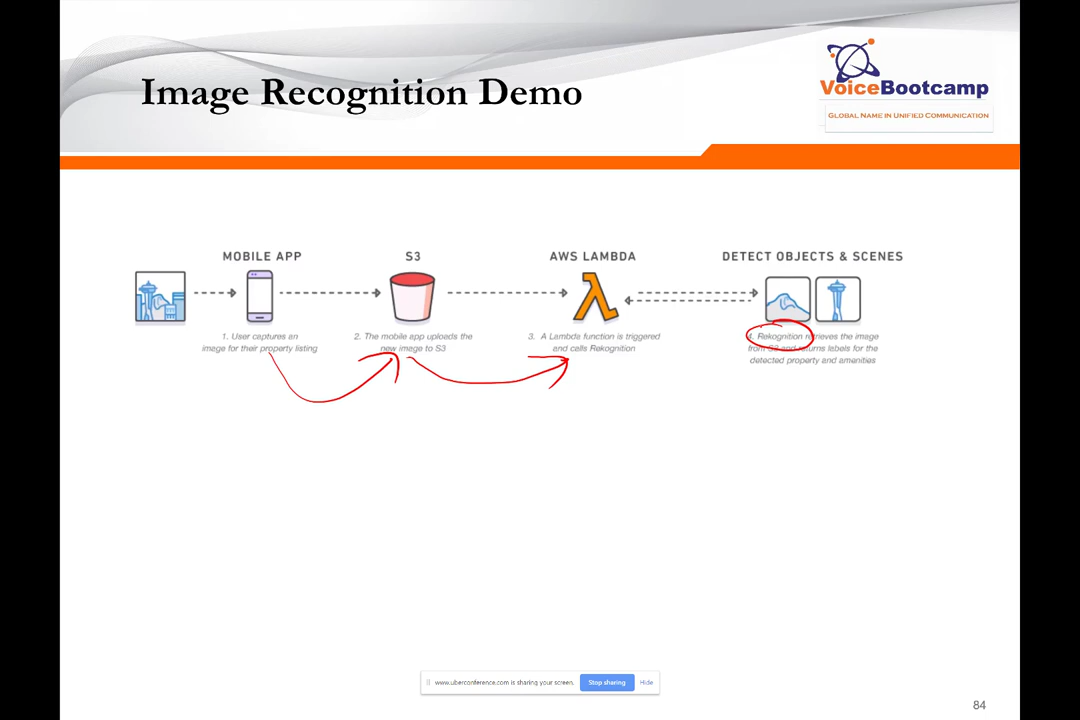 Image Recognition Demo
VoiceBootcamp
GLOBAL NAME IN UNIFIED COMMUNICATION
MOBILE APP
S3
AWS LAMBDA
DETECT OBJECTS & SCENES
1. User captures an
image for their property listing
2. The mobile app uploads the
new image to S3
3. A Lambda function is triggered
and calls Rekognition
4. Rekognition retrieves the image
from S3 and returns labels for the
detected property and amenities
www.uberconference.com is sharing your screen.
Stop sharing
Hide
84